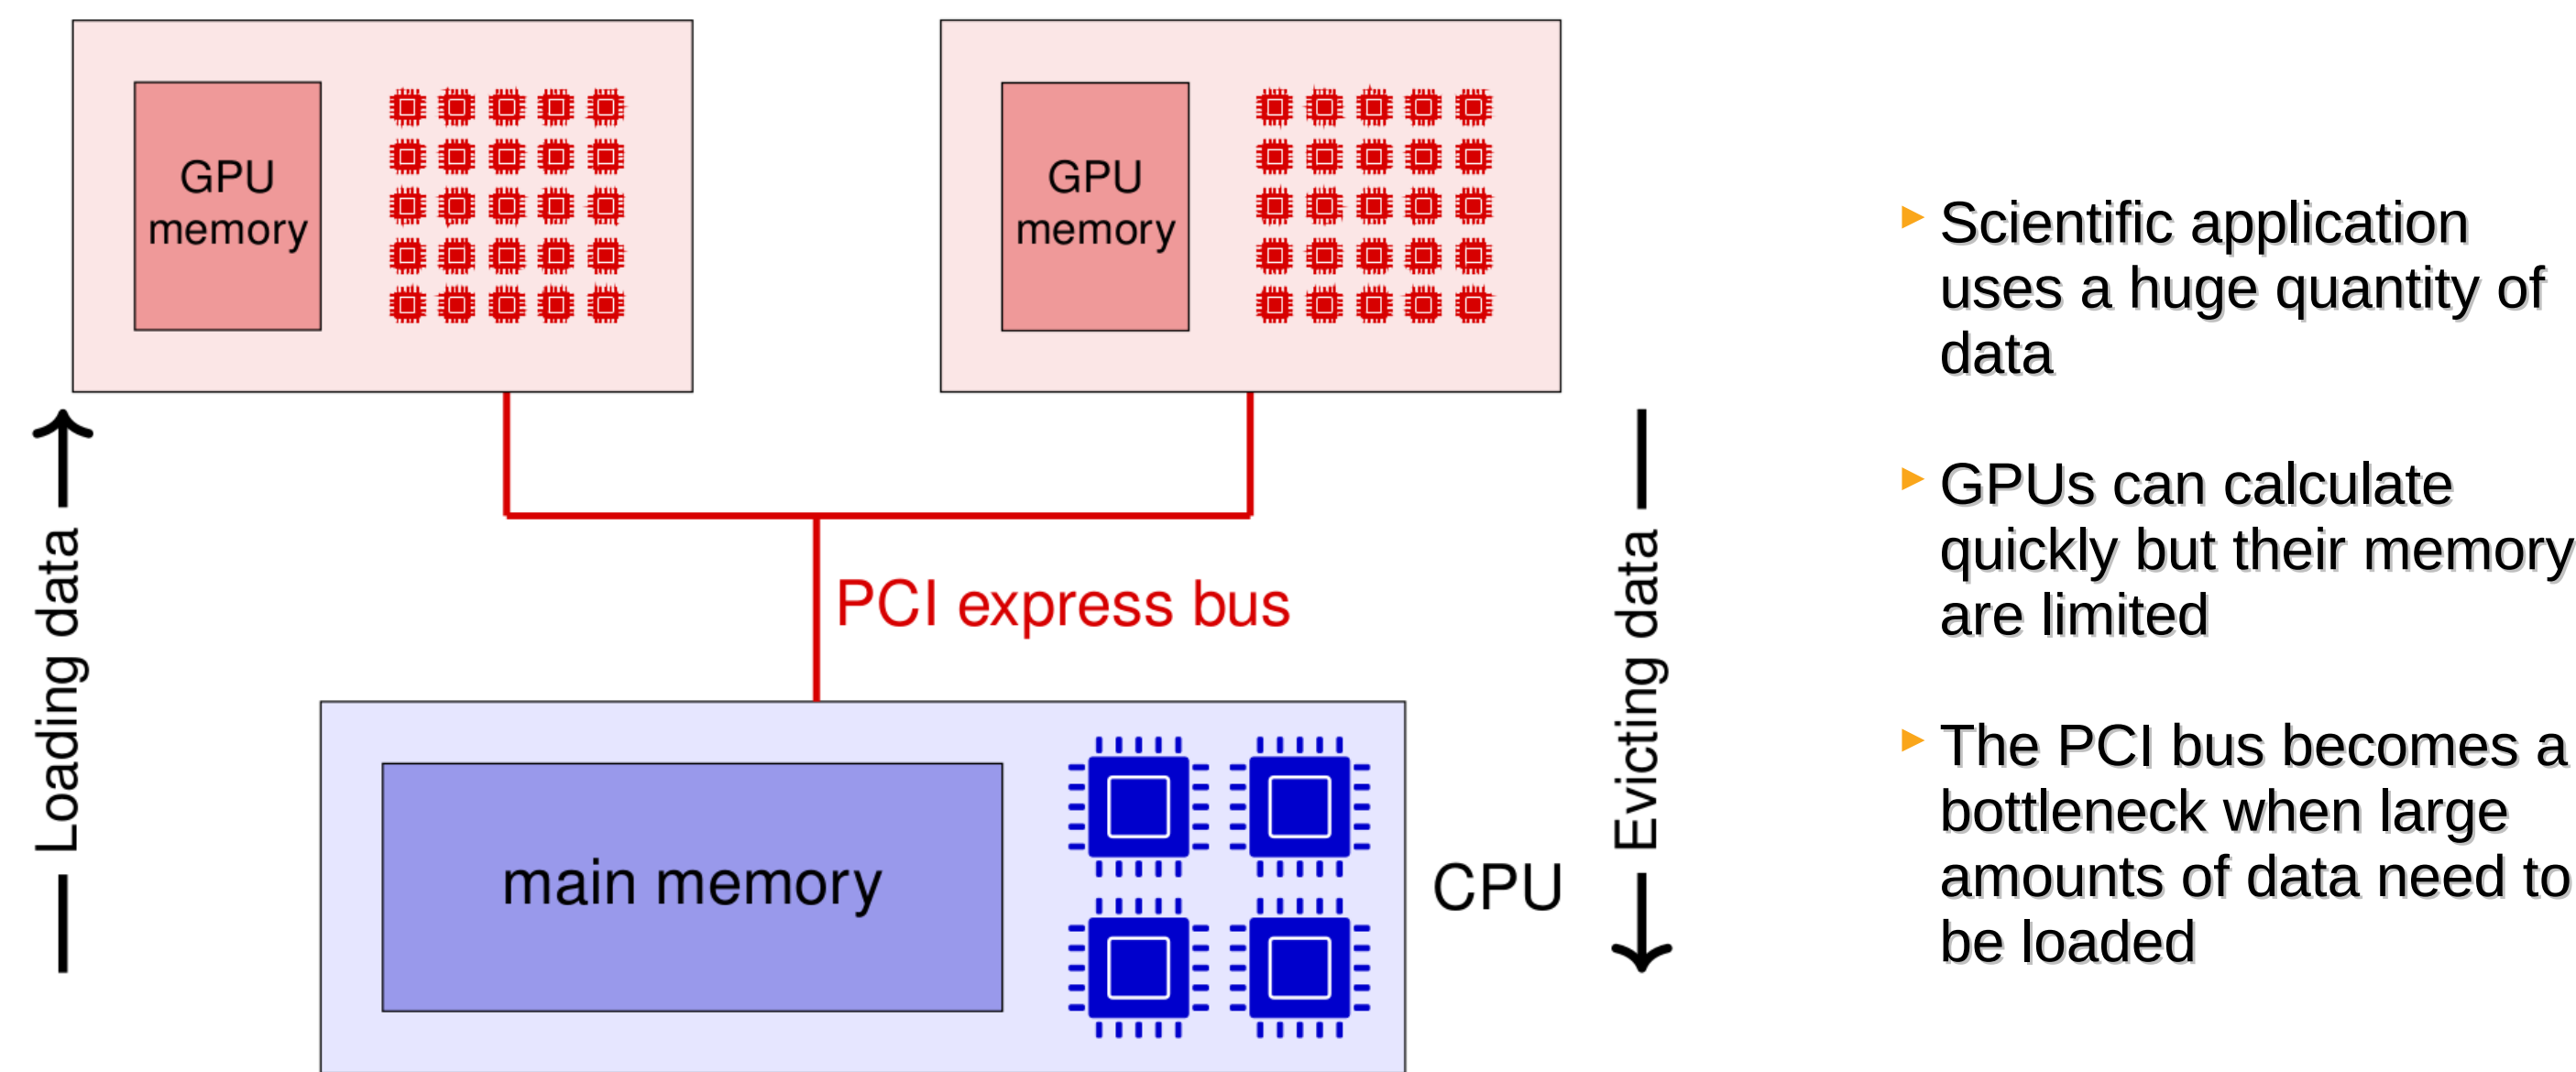 GPU
memory
GPU
memory
Loading data
PCI express bus
Evicting data
main memory
CPU
► Scientific application
uses a huge quantity of
data
► GPUs can calculate
quickly but their memory
are limited
► The PCI bus becomes a
bottleneck when large
amounts of data need to
be loaded